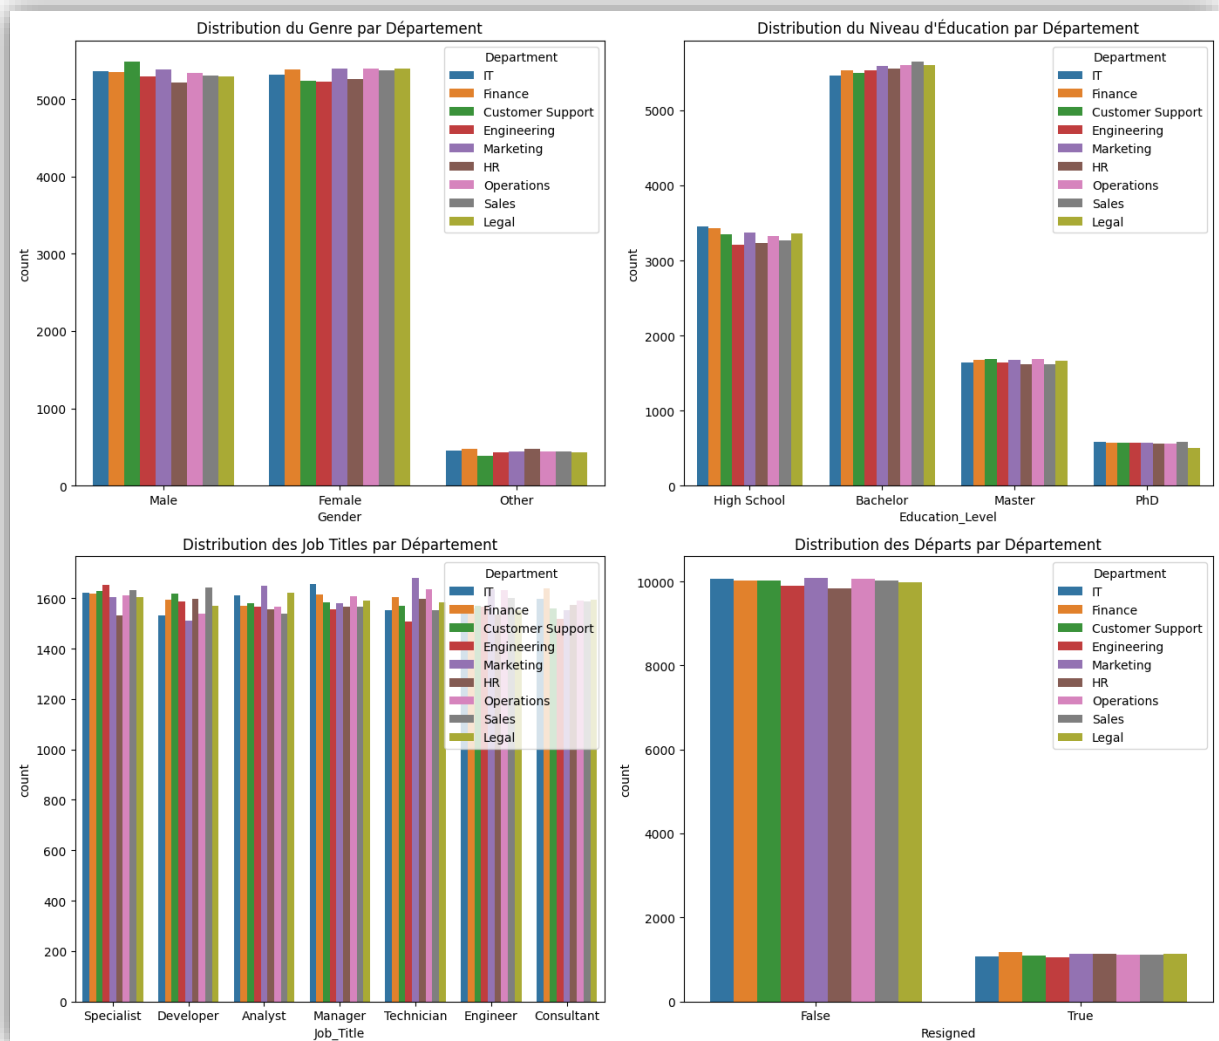 Distribution du Genre par Département
count
5000
4000
3000
2000
1000
0
Male Female Other
Gender
Department
IT
Finance
Customer Support
Engineering
Marketing
HR
Operations
Sales
Legal
Distribution du Niveau d'Éducation par Département
count
5000
4000
3000
2000
1000
0
High School Bachelor Master PhD
Education_Level
Department
IT
Finance
Customer Support
Engineering
Marketing
HR
Operations
Sales
Legal
Distribution des Job Titles par Département
count
1600
1400
1200
1000
800
600
400
200
0
Specialist Developer Analyst Manager Technician Engineer Consultant
Job_Title
Department
IT
Finance
Customer Support
Engineering
Marketing
HR
Operations
Sales
Legal
Distribution des Départs par Département
count
10000
8000
6000
4000
2000
0
False True
Resigned
Department
IT
Finance
Customer Support
Engineering
Marketing
HR
Operations
Sales
Legal